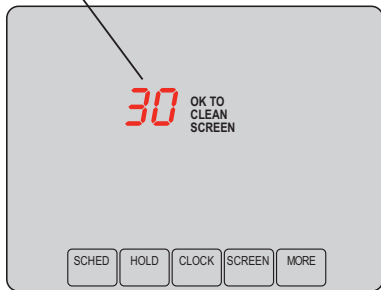 30
OK TO
CLEAN
SCREEN
SCHED HOLD CLOCK SCREEN MORE